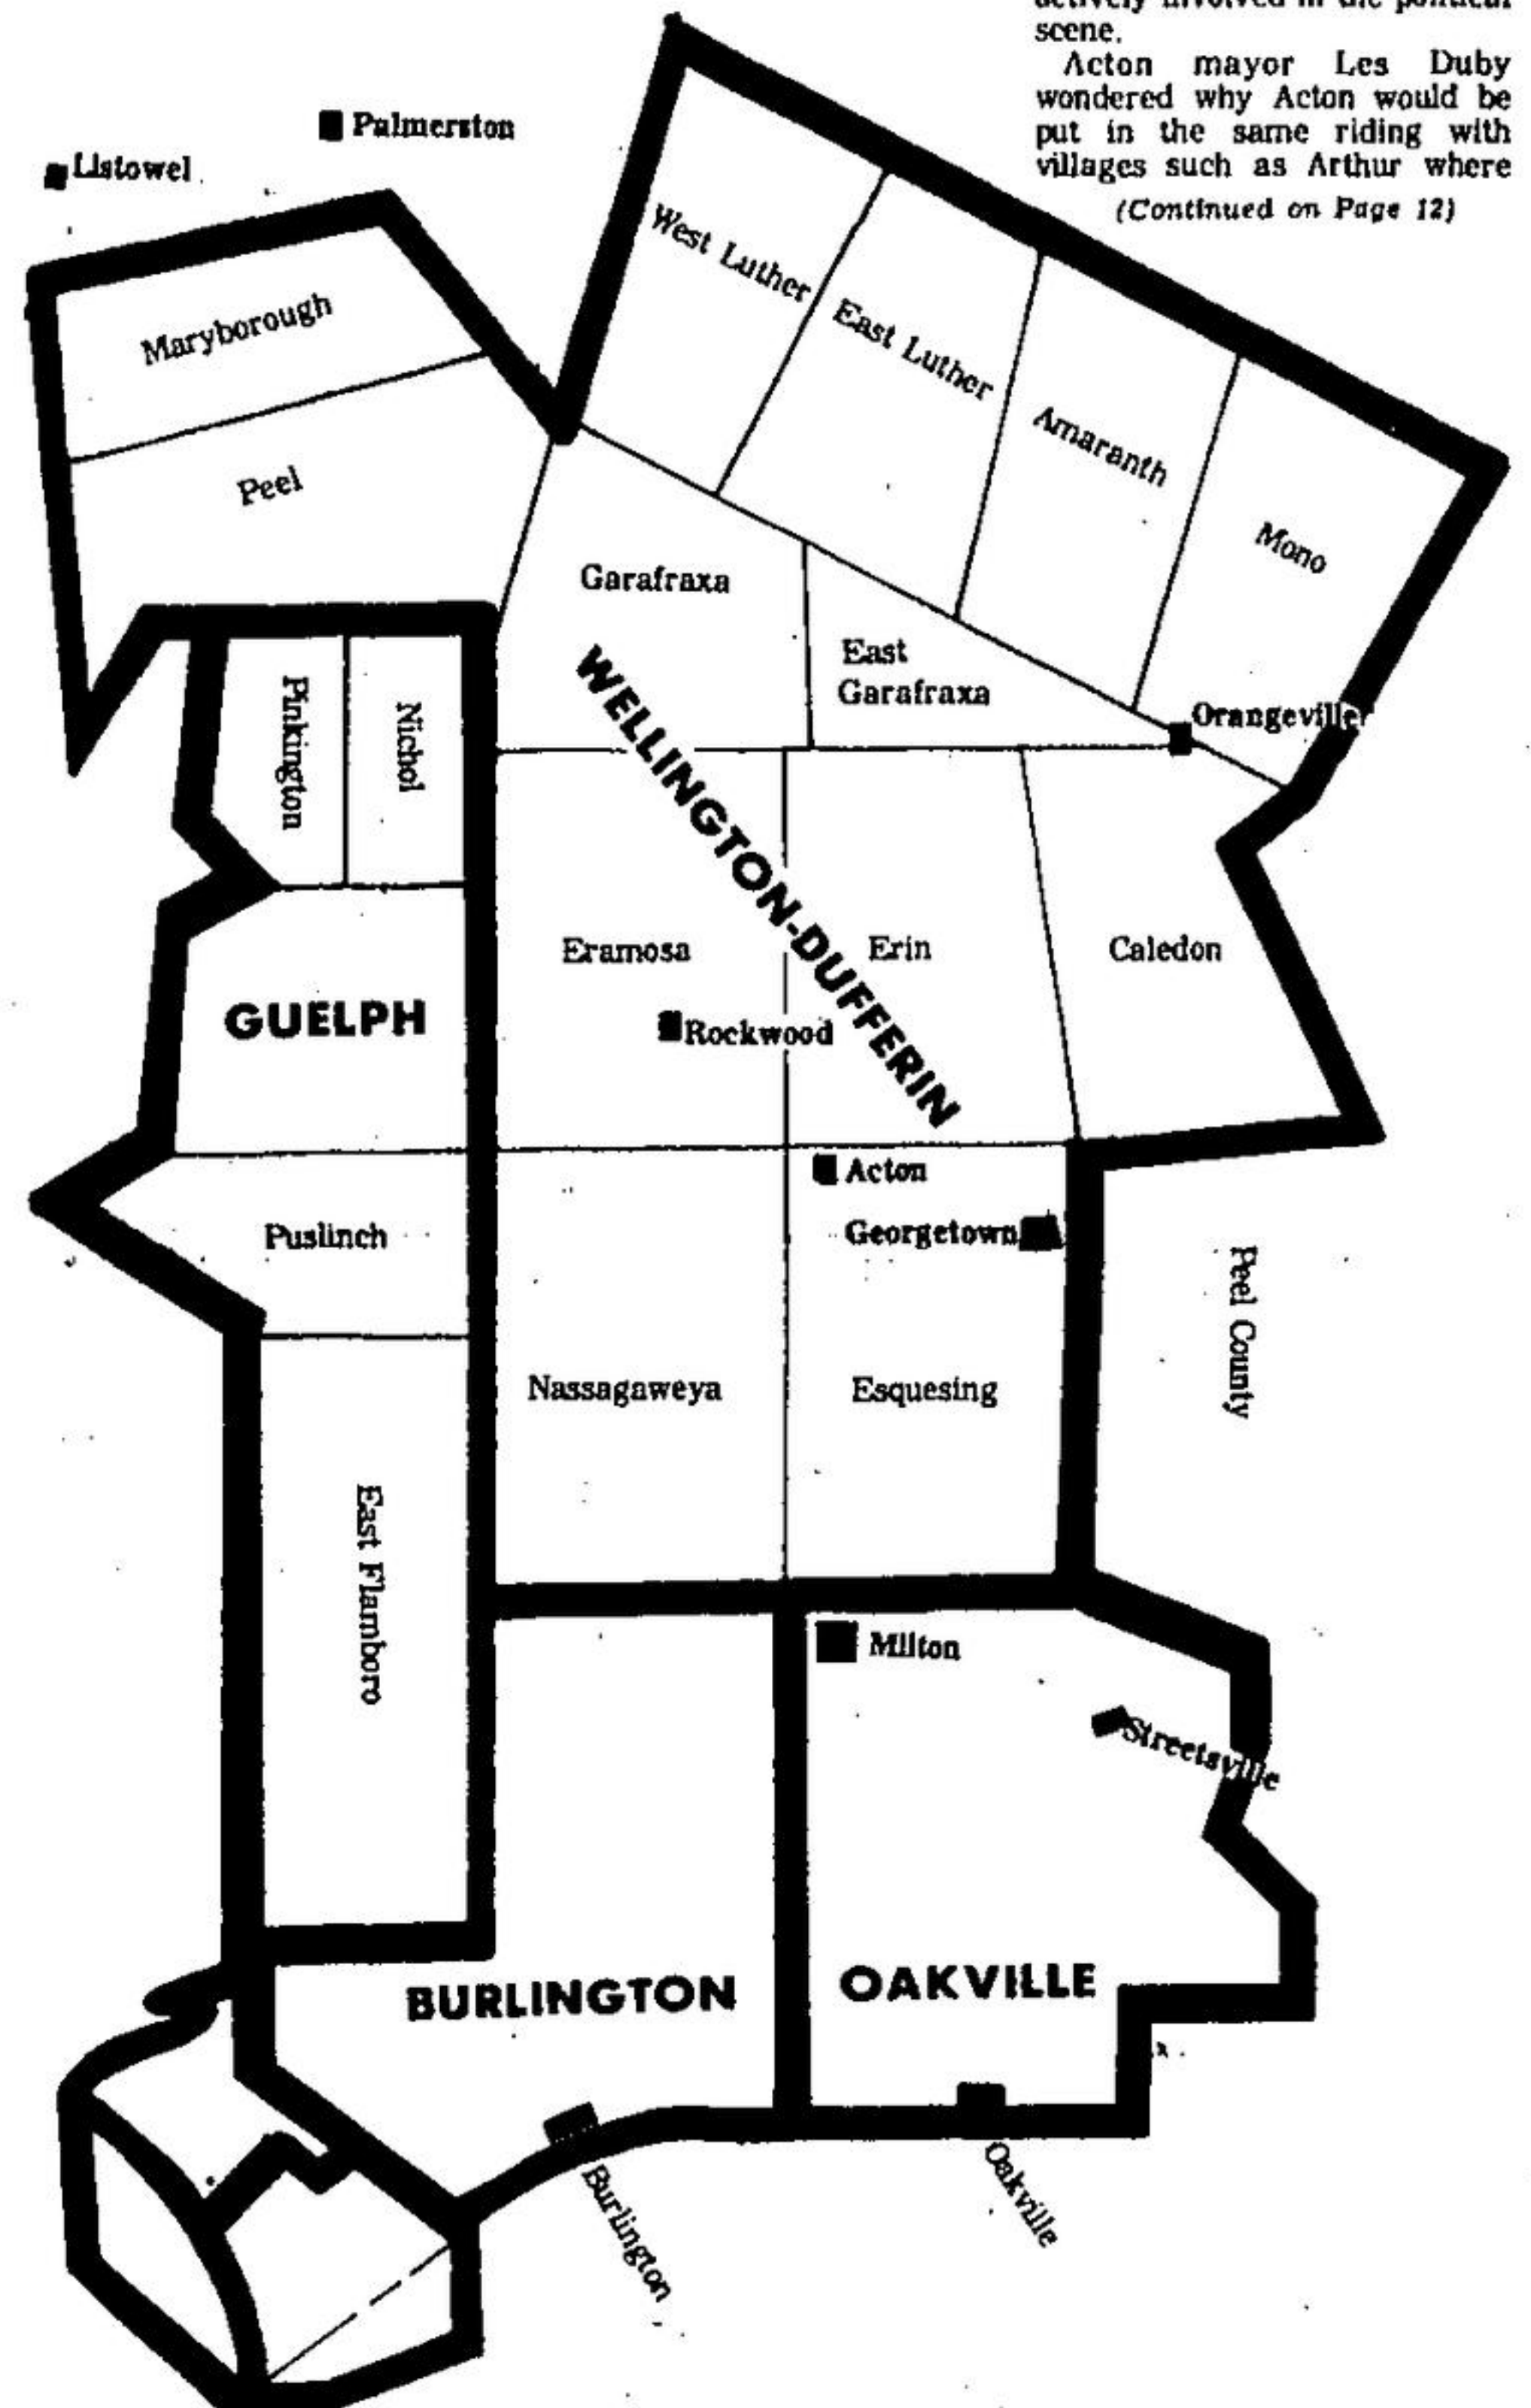 scene.
Acton mayor Les Duby
wondered why Acton would be
put in the same riding with
villages such as Arthur where
(Continued on Page 12)
Palmerston
Listowel
West Luther
East Luther
Maryborough
Amaranth
Peel
Mono
Garafraxa
East
Garafraxa
Orangeville
WELLINGTON-DUFFERIN
Pinkington
Nichol
Eramosa
Erin
Caledon
GUELPH
Rockwood
Acton
Georgetown
Puslinch
Peel County
Nassagaweya
Esquesing
East Flamboro
Milton
Streetsville
BURLINGTON
OAKVILLE
Burlington
Oakville